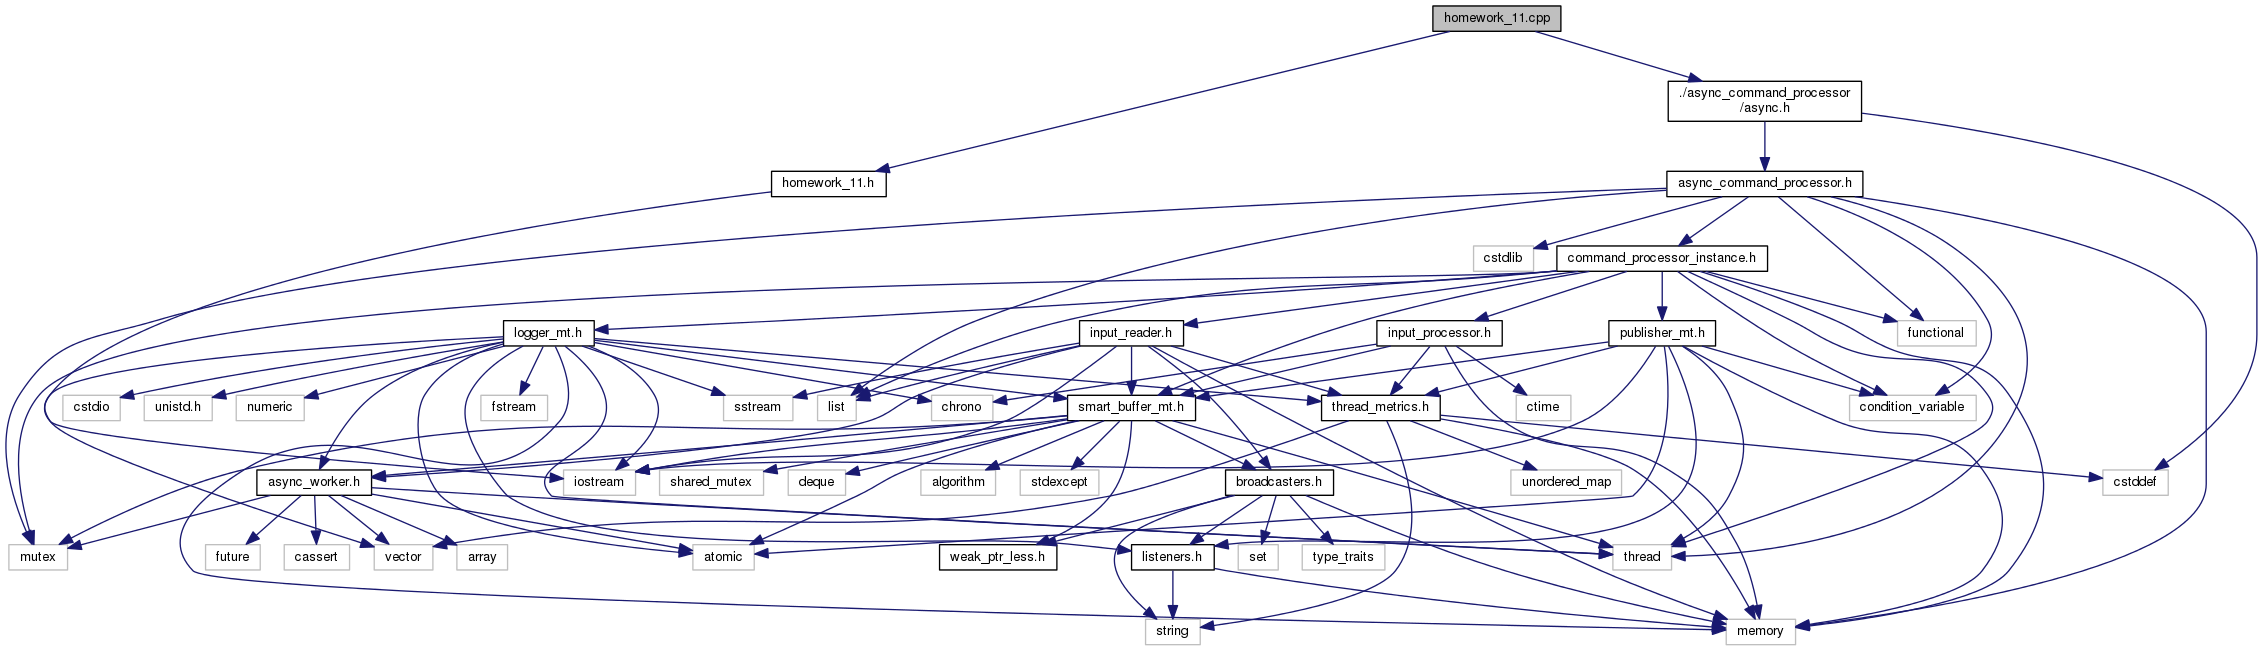 homework_11.cpp
./async_command_processor
/async.h
homework_11.h
async_command_processor.h
cstdlib
command_processor_instance.h
logger_mt.h
input_reader.h
input_processor.h
publisher_mt.h
functional
cstdio
unistd.h
numeric
fstream
sstream
list
chrono
smart_buffer_mt.h
thread_metrics.h
ctime
condition_variable
async_worker.h
iostream
shared_mutex
deque
algorithm
stdexcept
broadcasters.h
unordered_map
cstddef
mutex
future
cassert
vector
array
atomic
weak_ptr_less.h
listeners.h
set
type_traits
thread
string
memory